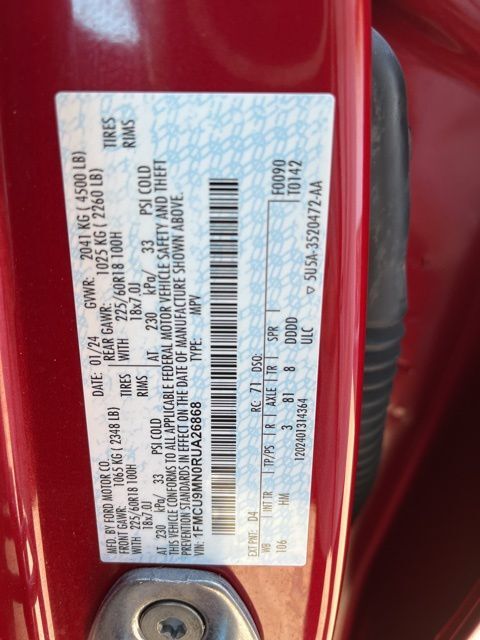 MFD. BY FORD MOTOR CO.
DATE: 01/24 GVWR: 2041 KG ( 4500 LB)
FRONT GAWR: 1065 KG ( 2348 LB) REAR GAWR: 1025 KG ( 2260 LB)
WITH 225/60R18 100H TIRES WITH 225/60R18 100H TIRES
18x7.0J RIMS 18x7.0J RIMS
AT 230 kPa/ 33 PSI COLD AT 230 kPa/ 33 PSI COLD
THIS VEHICLE CONFORMS TO ALL APPLICABLE FEDERAL MOTOR VEHICLE SAFETY AND THEFT
PREVENTION STANDARDS IN EFFECT ON THE DATE OF MANUFACTURE SHOWN ABOVE.
VIN: 1FMCU9MN0RUA26868 TYPE: MPV
EXT PNT: D4 RC: 71 DSO: F0090
WB INT TR TP/PS R AXLE TR SPR T0142
106 HM 3 81 8 DDDD
ULC
1202401314364 5U5A-3520472-AA